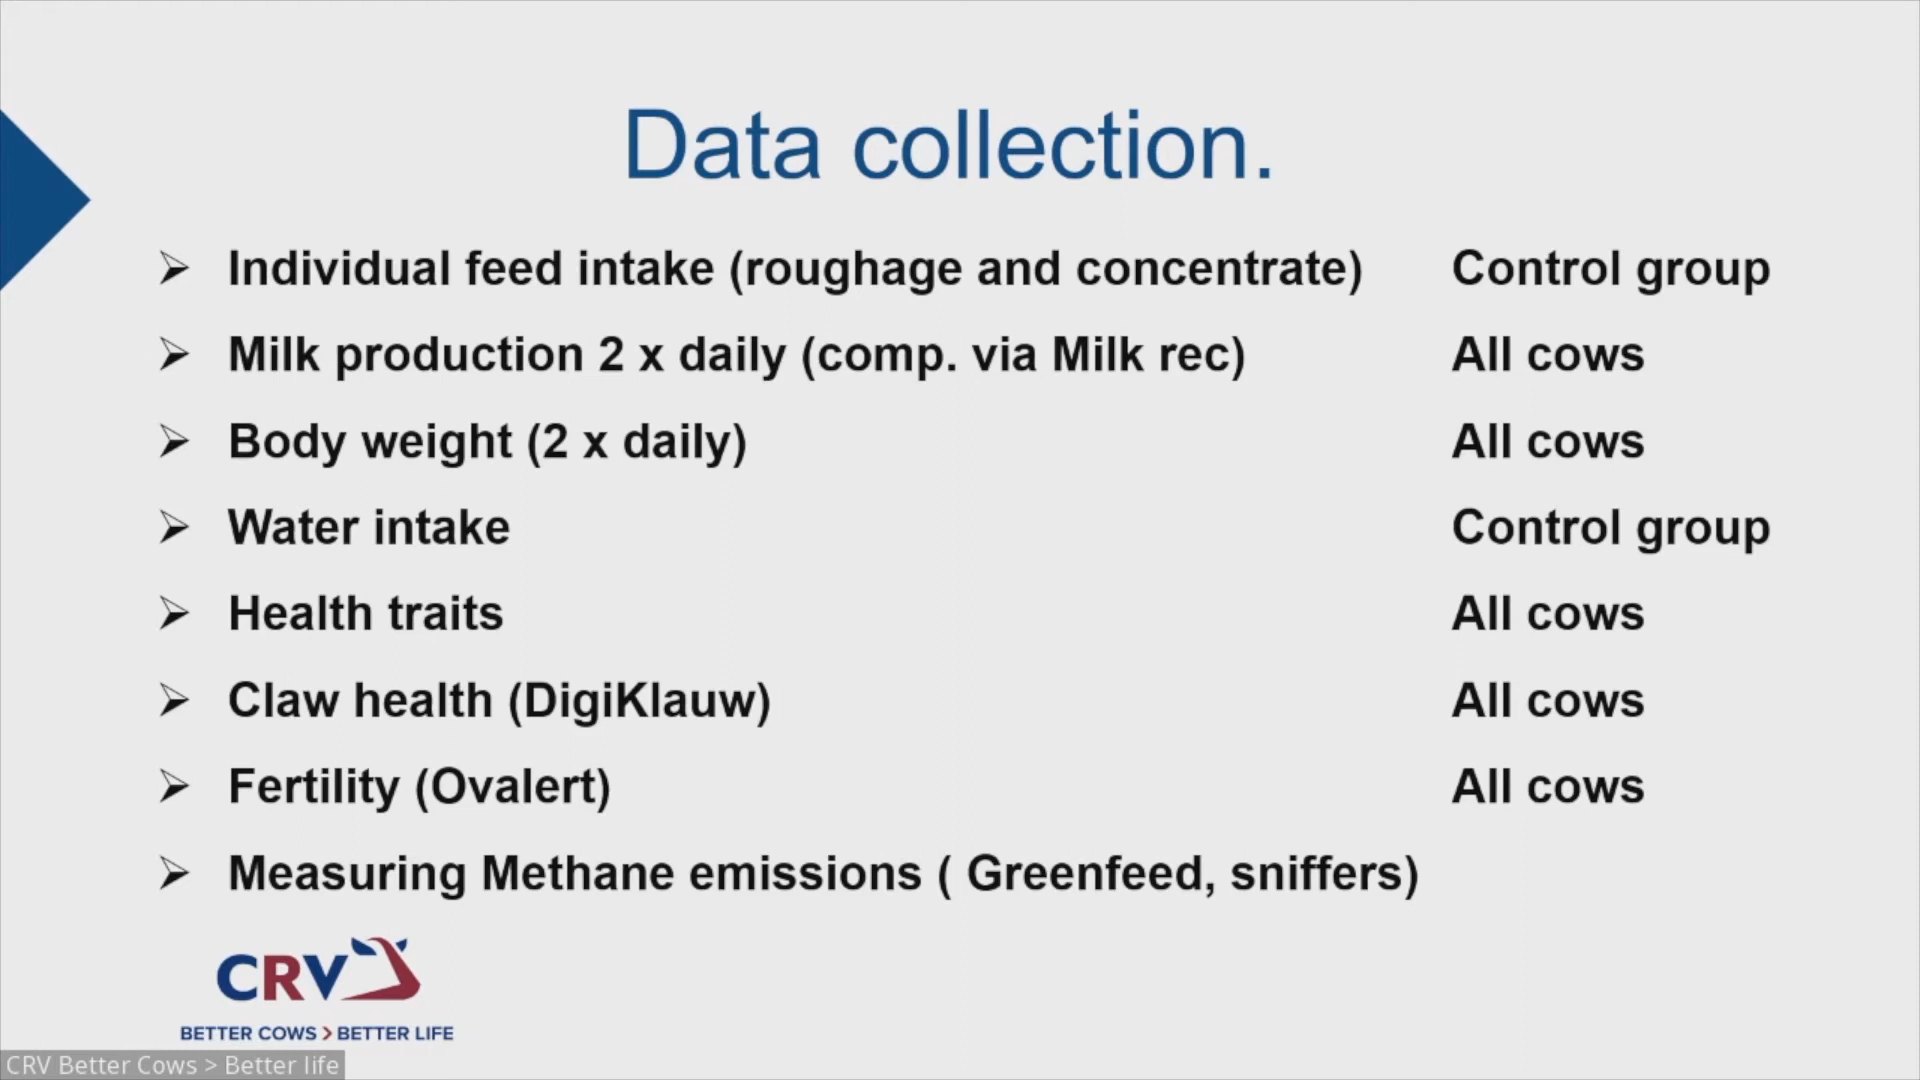 Data collection.
➢ Individual feed intake (roughage and concentrate) Control group
➢ Milk production 2 x daily (comp. via Milk rec) All cows
➢ Body weight (2 x daily) All cows
➢ Water intake Control group
➢ Health traits All cows
➢ Claw health (DigiKlauw) All cows
➢ Fertility (Ovalert) All cows
➢ Measuring Methane emissions ( Greenfeed, sniffers)
CRV
BETTER COWS > BETTER LIFE
CRV Better Cows > Better life